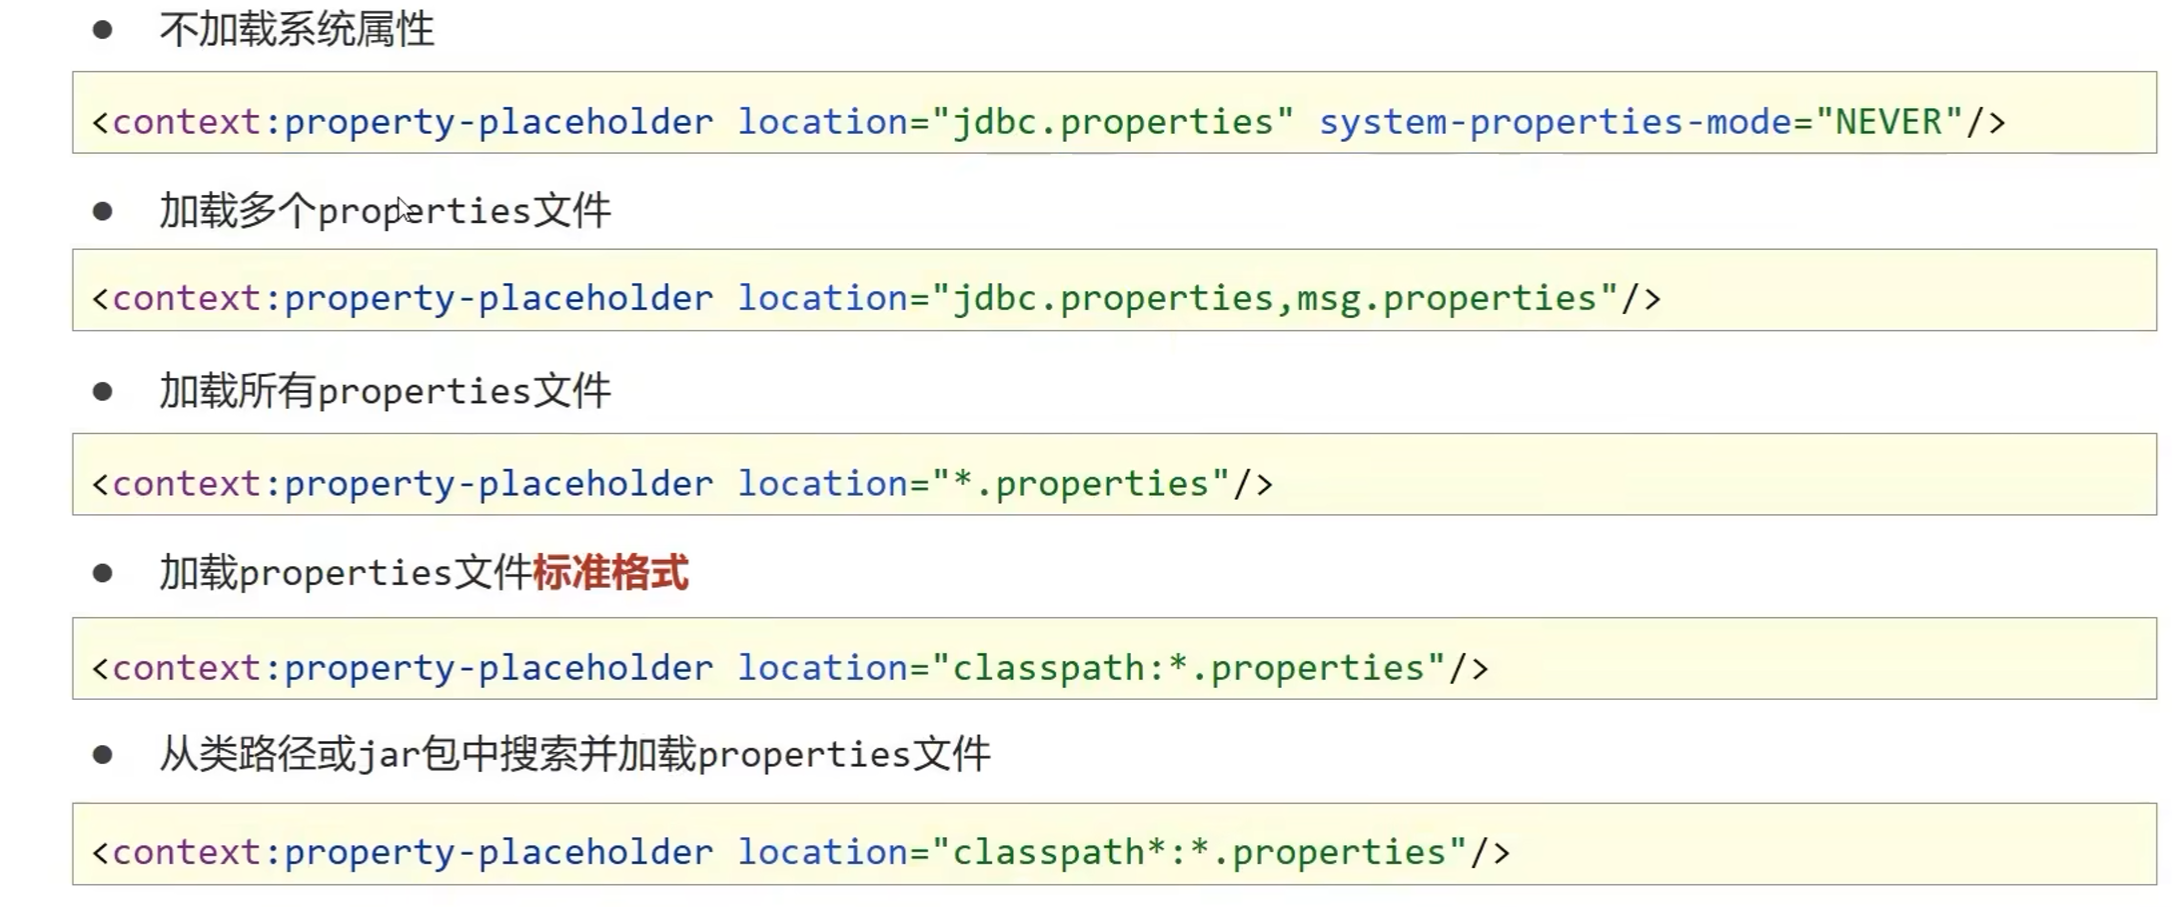 ● 不加载系统属性
<context:property-placeholder location="jdbc.properties" system-properties-mode="NEVER"/>
● 加载多个properties文件
<context:property-placeholder location="jdbc.properties,msg.properties"/>
● 加载所有properties文件
<context:property-placeholder location="*.properties"/>
● 加载properties文件标准格式
<context:property-placeholder location="classpath:*.properties"/>
● 从类路径或jar包中搜索并加载properties文件
<context:property-placeholder location="classpath*:*.properties"/>